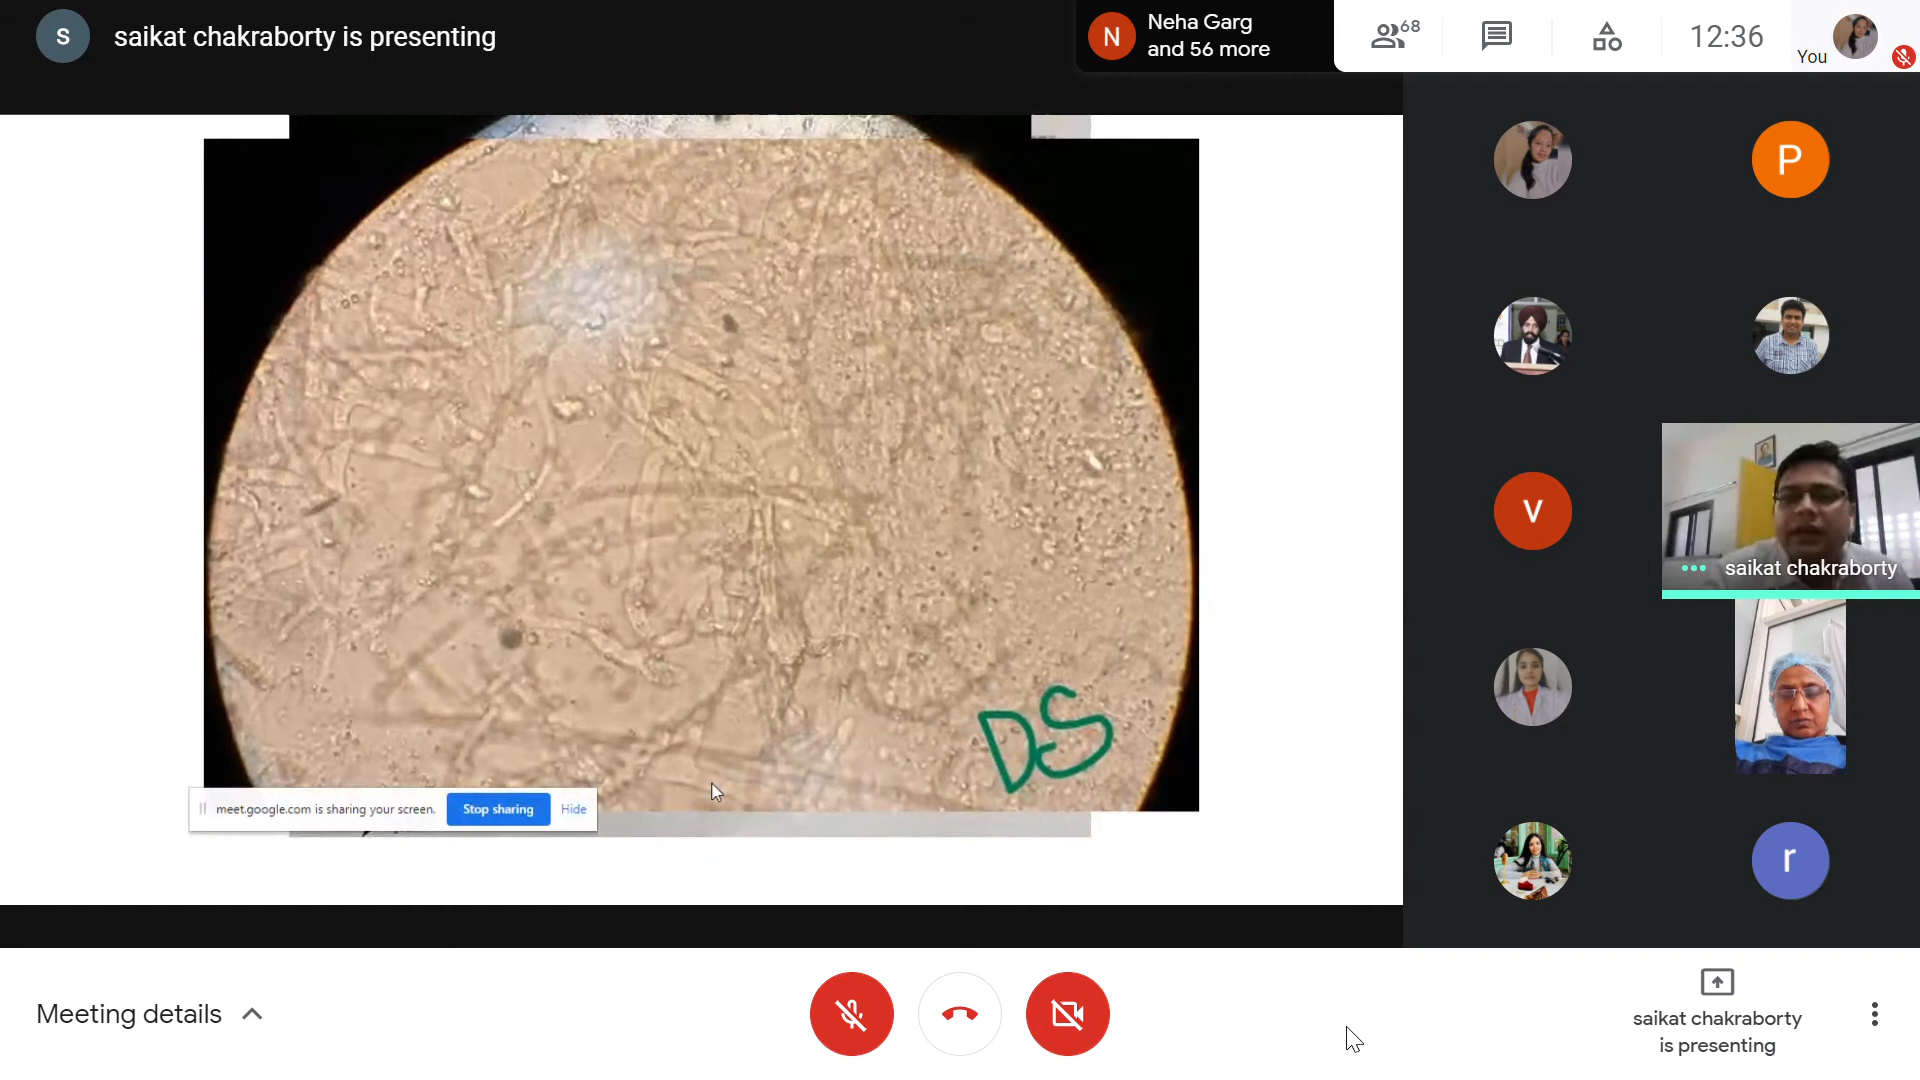 S
saikat chakraborty is presenting
N
Neha Garg
and 56 more
68
12:36
You
P
V
saikat chakraborty
r
DS
meet.google.com is sharing your screen.
Stop sharing
Hide
Meeting details
saikat chakraborty
is presenting